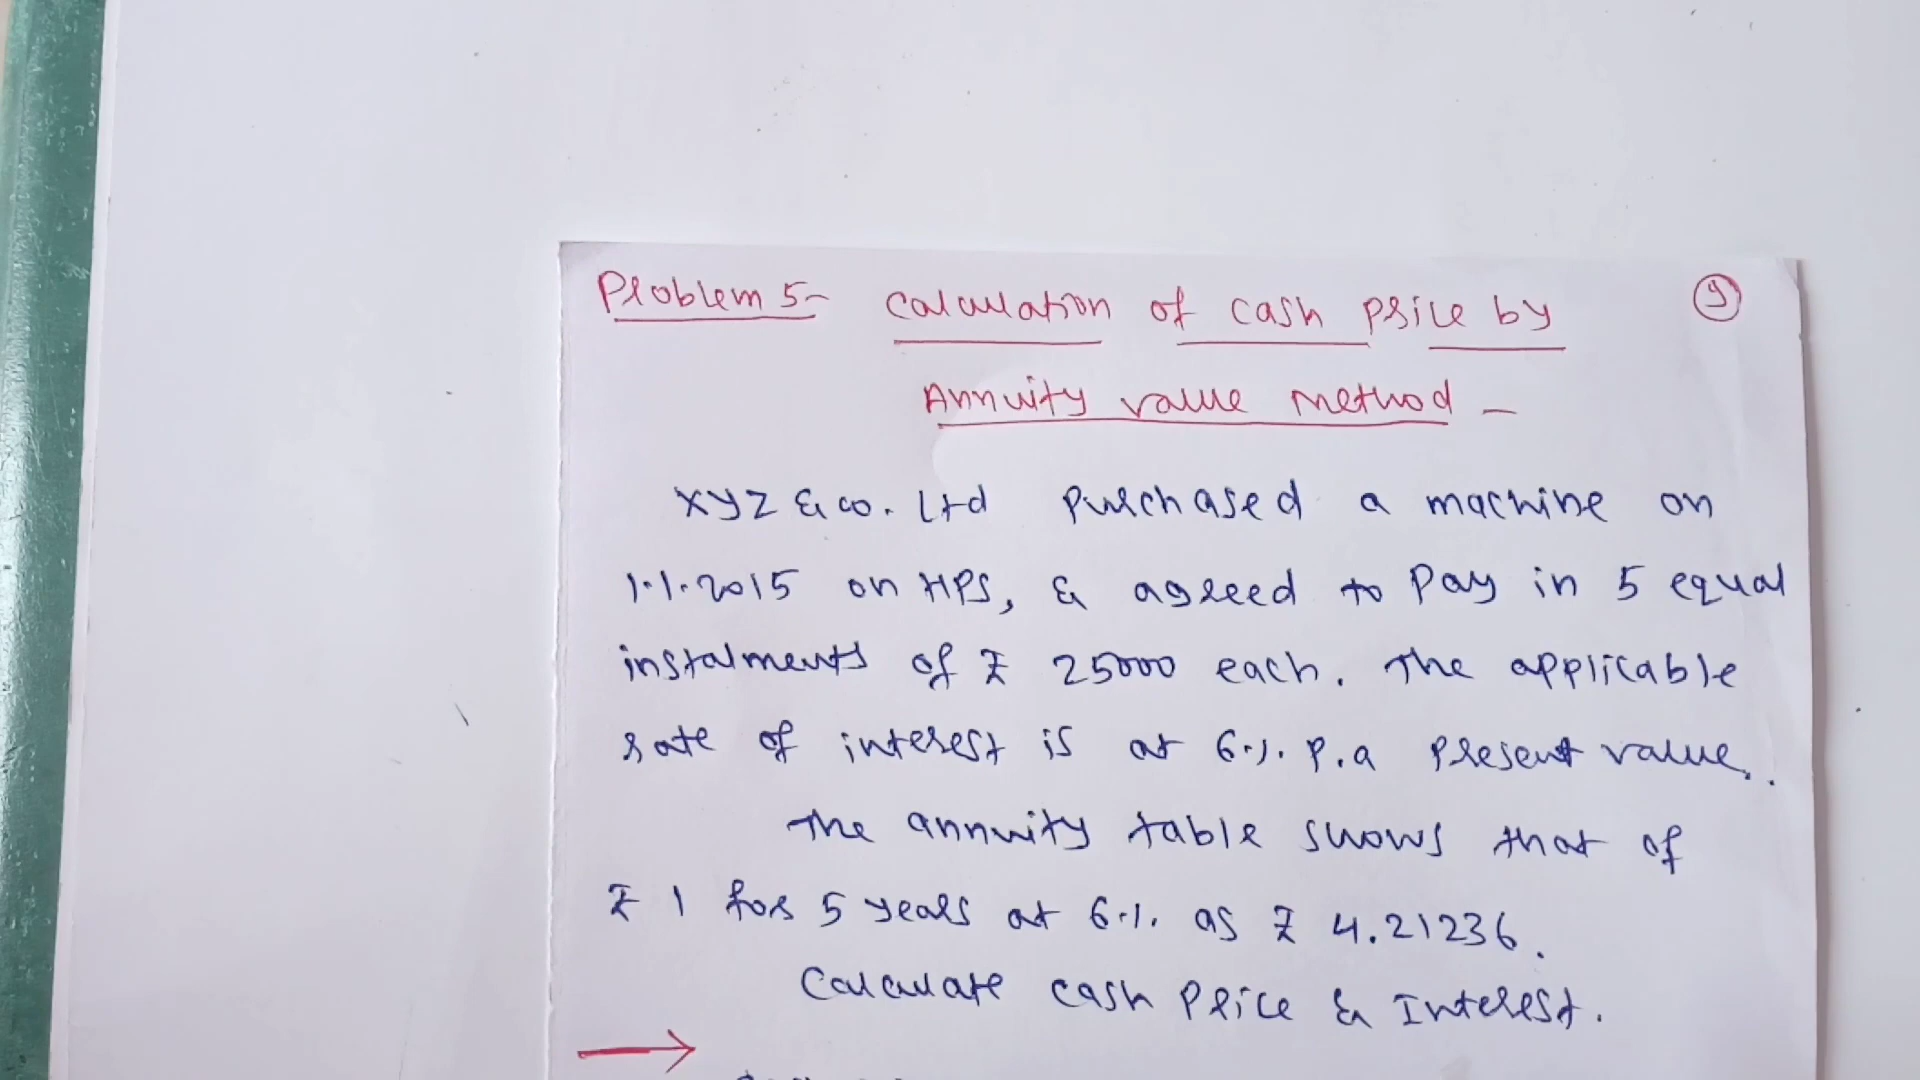 Problem 5- Calculation of cash price by
9
Annuity value method -
XYZ & co. Ltd purchased a machine on
1.1.2015 on HPS, & agreed to pay in 5 equal
instalments of ₹ 25000 each. The applicable
rate of interest is at 6%. p.a present value.
The annuity table shows that of
₹ 1 for 5 years at 6%. as ₹ 4.21236.
Calculate cash price & Interest.